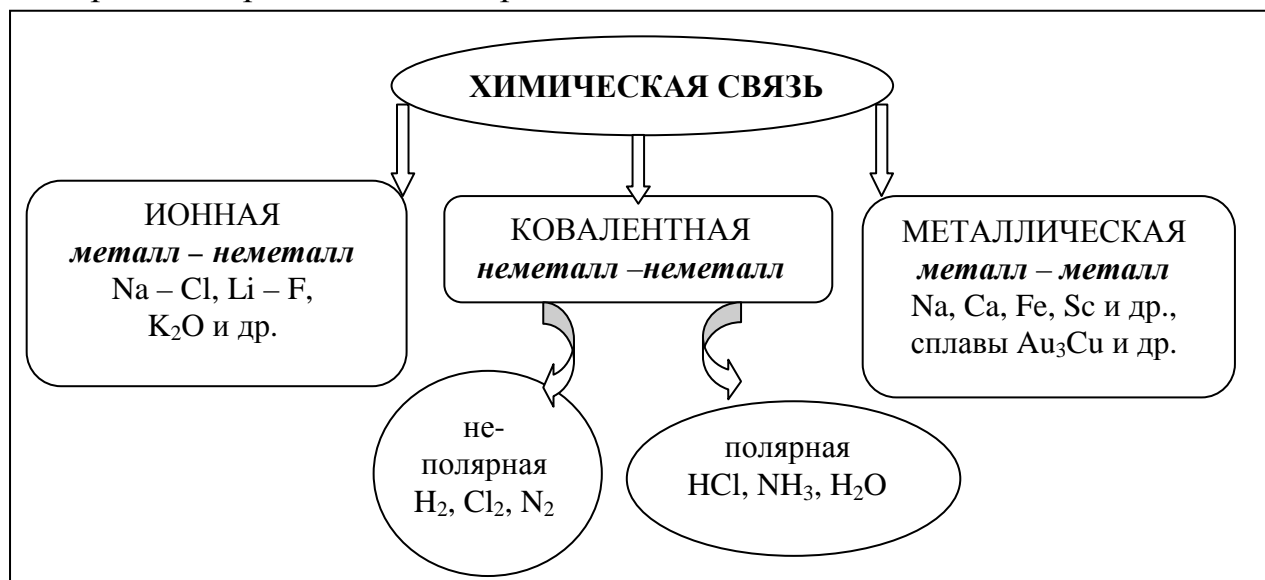 ХИМИЧЕСКАЯ СВЯЗЬ
ИОННАЯ
металл – неметалл
Na – Cl, Li – F,
K₂O и др.
КОВАЛЕНТНАЯ
неметалл –неметалл
МЕТАЛЛИЧЕСКАЯ
металл – металл
Na, Ca, Fe, Sc и др.,
сплавы Au₃Cu и др.
не-
полярная
H₂, Cl₂, N₂
полярная
HCl, NH₃, H₂O